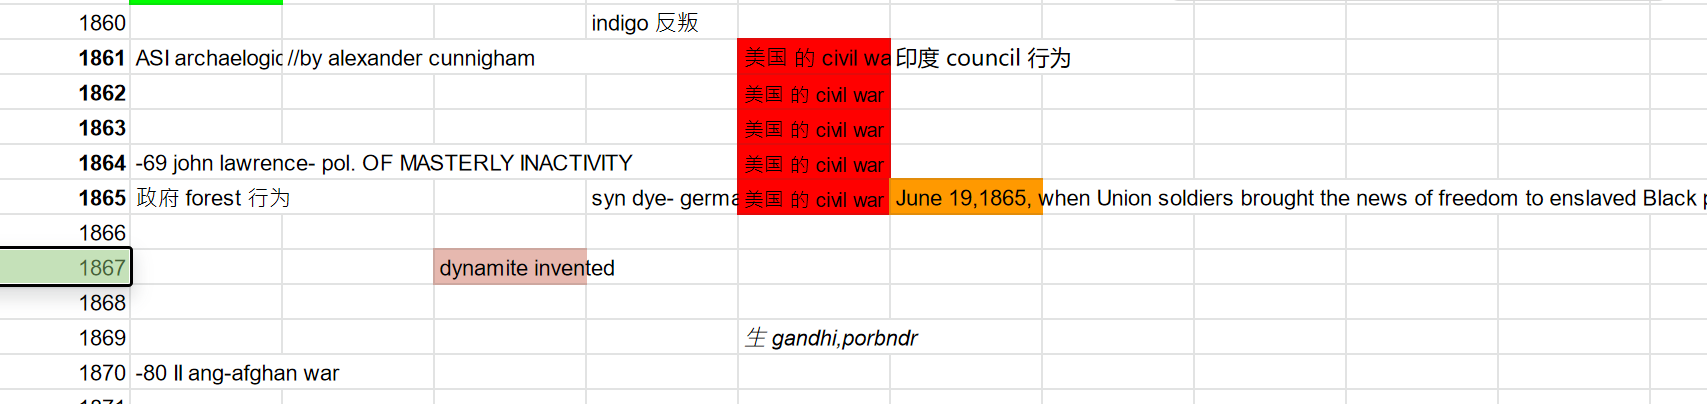 1860 indigo 反叛
1861 ASI archaelogic //by alexander cunnigham 美国 的 civil wa 印度 council 行为
1862 美国 的 civil war
1863 美国 的 civil war
1864 -69 john lawrence- pol. OF MASTERLY INACTIVITY 美国 的 civil war
1865 政府 forest 行为 syn dye- germa 美国 的 civil war June 19,1865, when Union soldiers brought the news of freedom to enslaved Black
1866
1867 dynamite invented
1868
1869 生 gandhi,porbndr
1870 -80 II ang-afghan war